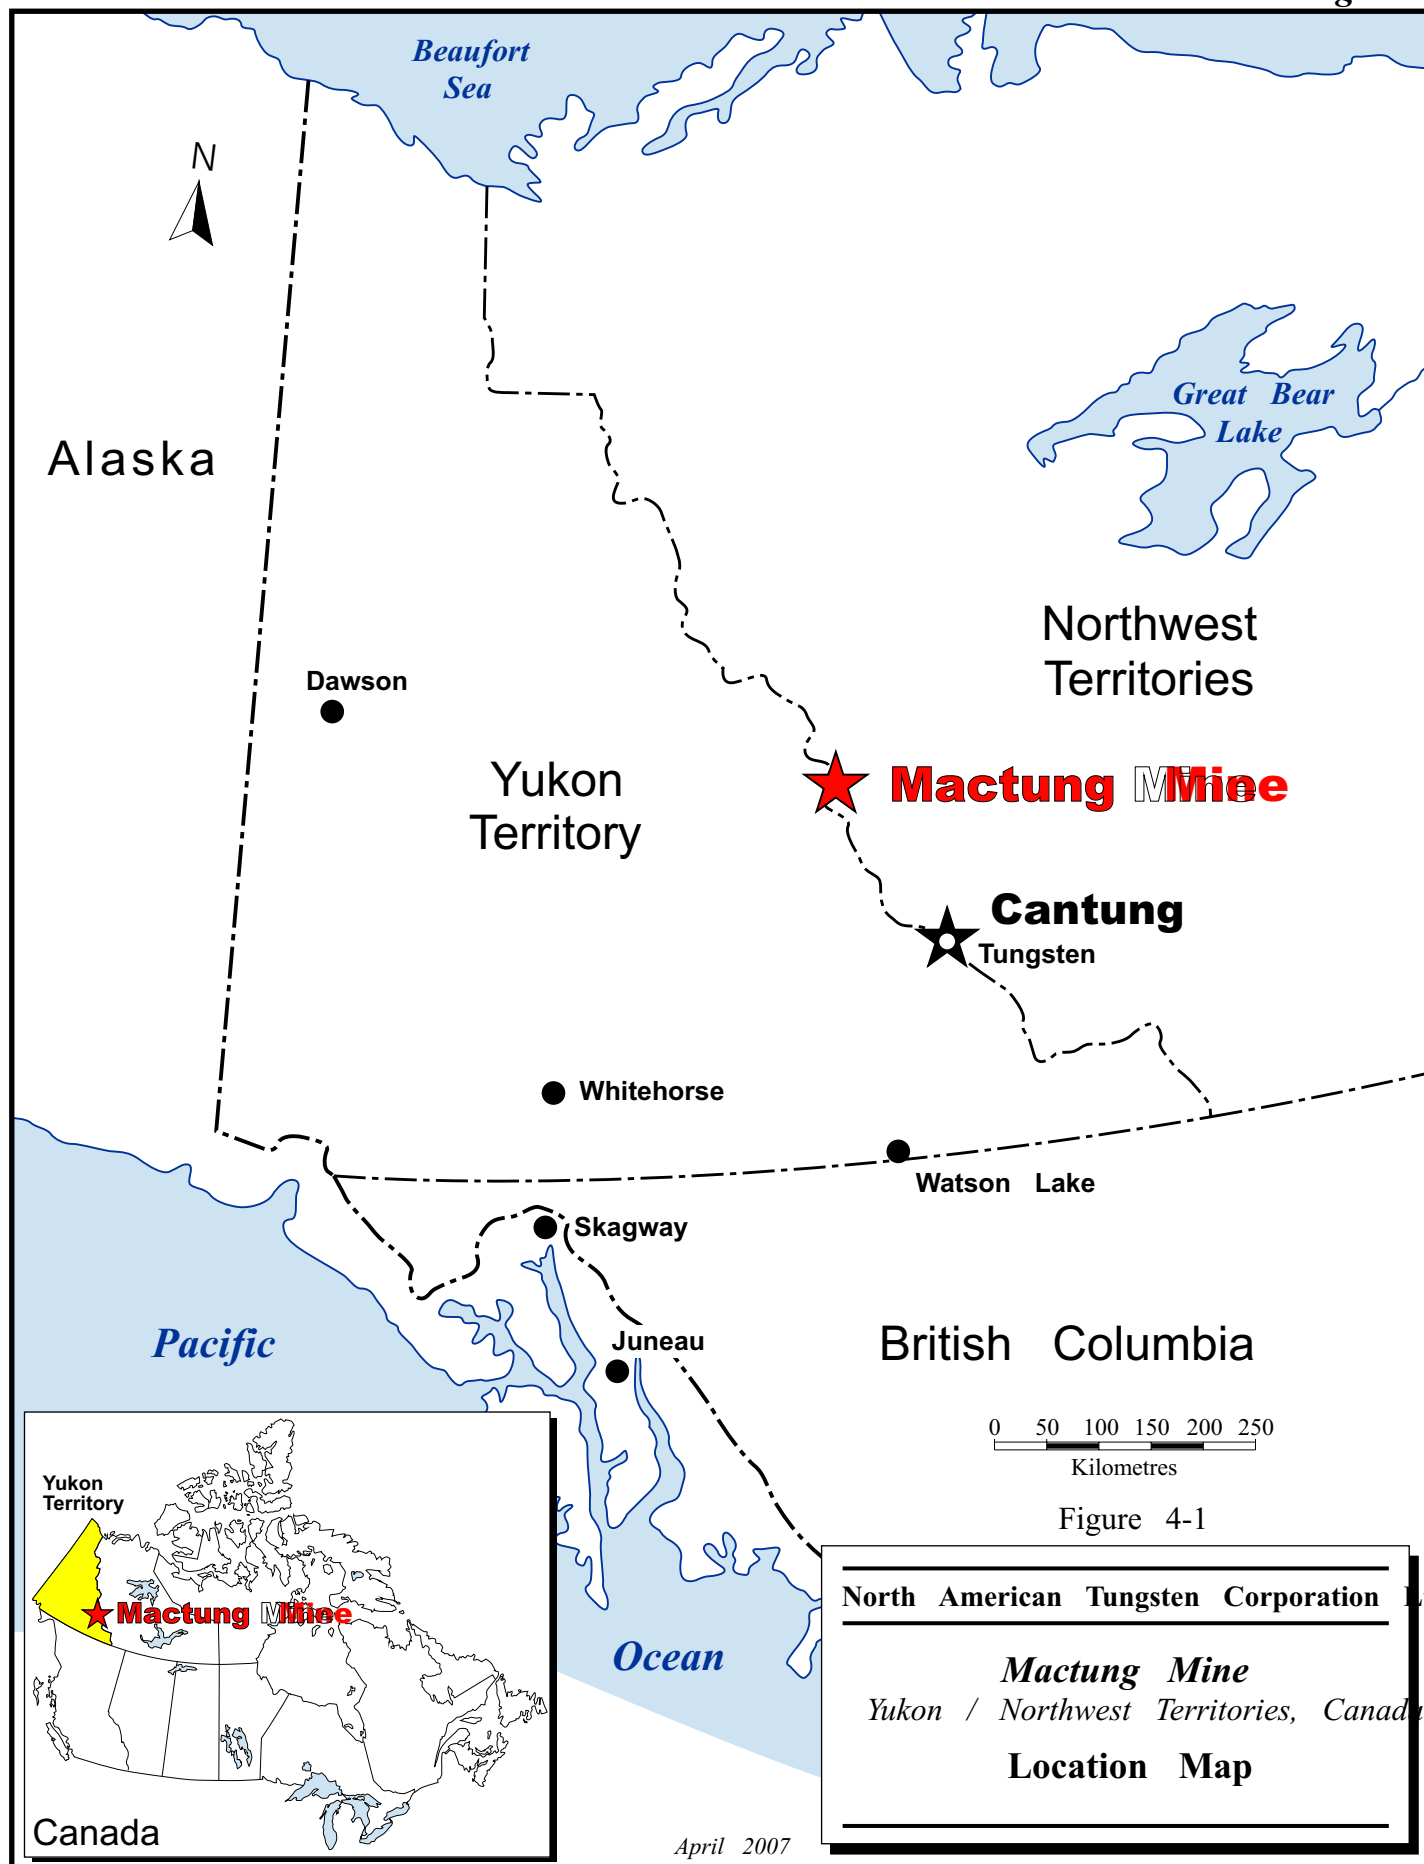 Beaufort
Sea
N
Great Bear
Lake
Alaska
Northwest
Territories
Dawson
Yukon
Territory
Mactung Mine
Cantung
Tungsten
Whitehorse
Watson Lake
Skagway
Pacific
Juneau
British Columbia
0 50 100 150 200 250
Kilometres
Figure 4-1
Yukon
Territory
Mactung Mine
Canada
Ocean
North American Tungsten Corporation
Mactung Mine
Yukon / Northwest Territories, Canada
Location Map
April 2007